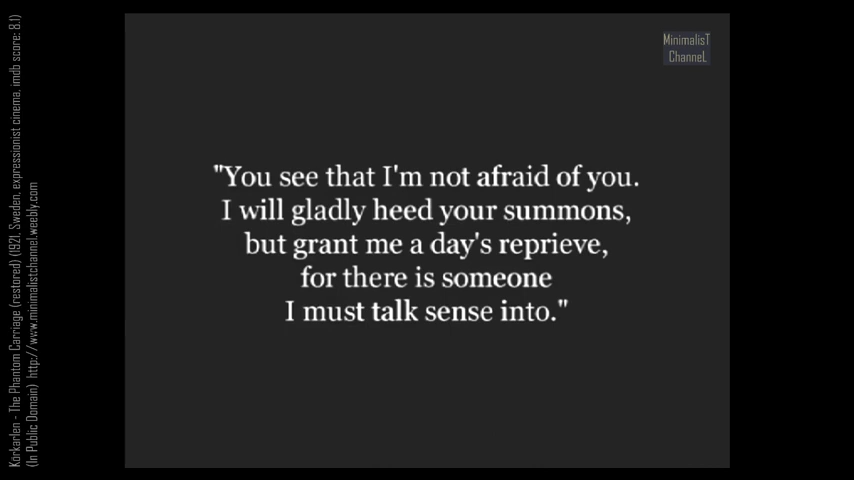 Körkarlen - The Phantom Carriage (restored) (1921, Sweden, expressionist cinema, imdb score: 8.1)
(In Public Domain) http://www.minimalistchannel.weebly.com
MinimalisT
ChanneL
"You see that I'm not afraid of you.
I will gladly heed your summons,
but grant me a day's reprieve,
for there is someone
I must talk sense into."